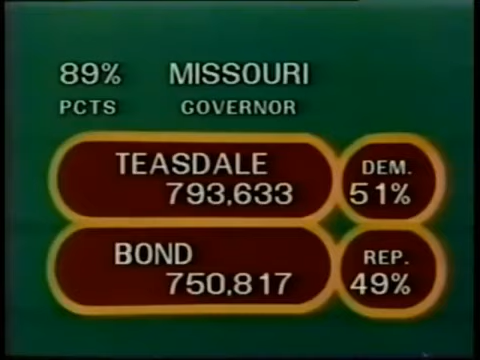 89% MISSOURI
PCTS GOVERNOR
TEASDALE DEM.
793,633 51%
BOND REP.
750,817 49%